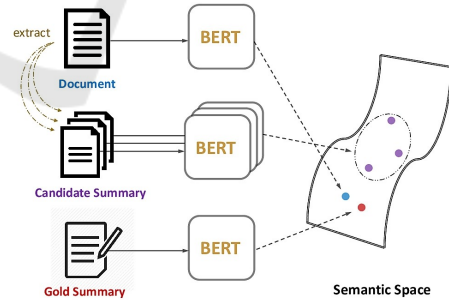 extract
BERT
Document
BERT
Candidate Summary
BERT
Gold Summary
Semantic Space